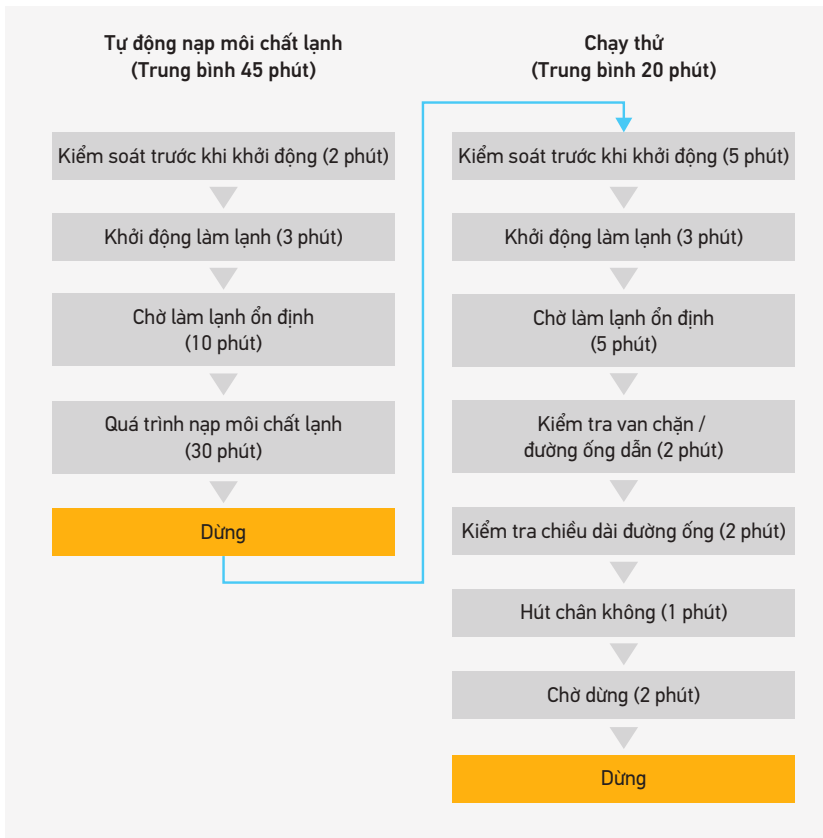 Tự động nạp môi chất lạnh
(Trung bình 45 phút)
Kiểm soát trước khi khởi động (2 phút)
Khởi động làm lạnh (3 phút)
Chờ làm lạnh ổn định
(10 phút)
Quá trình nạp môi chất lạnh
(30 phút)
Dừng
Chạy thử
(Trung bình 20 phút)
Kiểm soát trước khi khởi động (5 phút)
Khởi động làm lạnh (3 phút)
Chờ làm lạnh ổn định
(5 phút)
Kiểm tra van chặn /
đường ống dẫn (2 phút)
Kiểm tra chiều dài đường ống (2 phút)
Hút chân không (1 phút)
Chờ dừng (2 phút)
Dừng